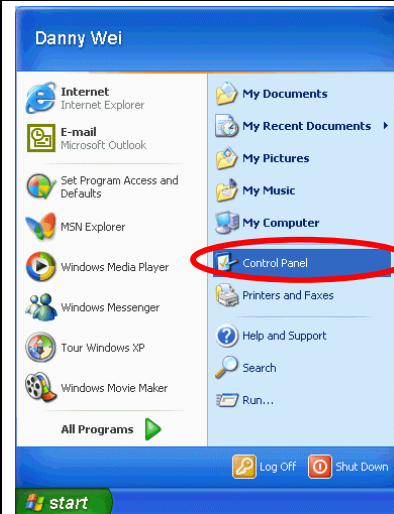 Danny Wei
Internet
Internet Explorer
E-mail
Microsoft Outlook
Set Program Access and
Defaults
MSN Explorer
Windows Media Player
Windows Messenger
Tour Windows XP
Windows Movie Maker
All Programs
My Documents
My Recent Documents
My Pictures
My Music
My Computer
Control Panel
Printers and Faxes
Help and Support
Search
Run...
Log Off
Shut Down
start